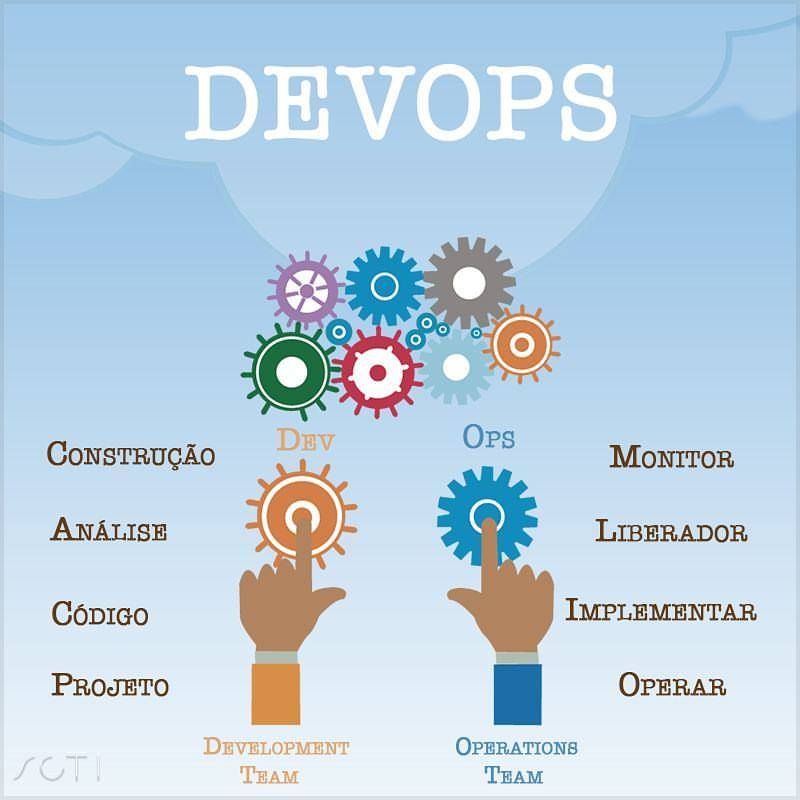 DEVOPS
Dev
Ops
Construção
Monitor
Análise
Liberador
Código
Implementar
Projeto
Operar
Development
Team
Operations
Team
SCTI